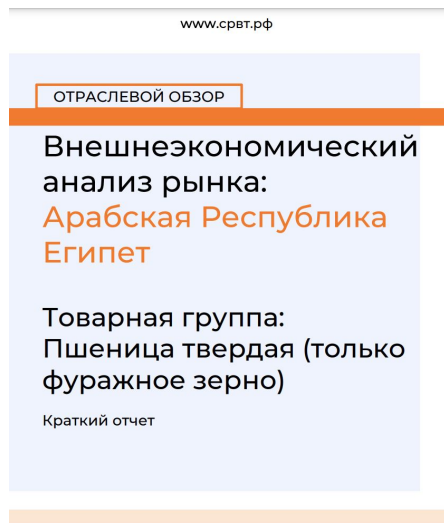 www.срвт.рф
ОТРАСЛЕВОЙ ОБЗОР
Внешнеэкономический
анализ рынка:
Арабская Республика
Египет
Товарная группа:
Пшеница твердая (только
фуражное зерно)
Краткий отчет